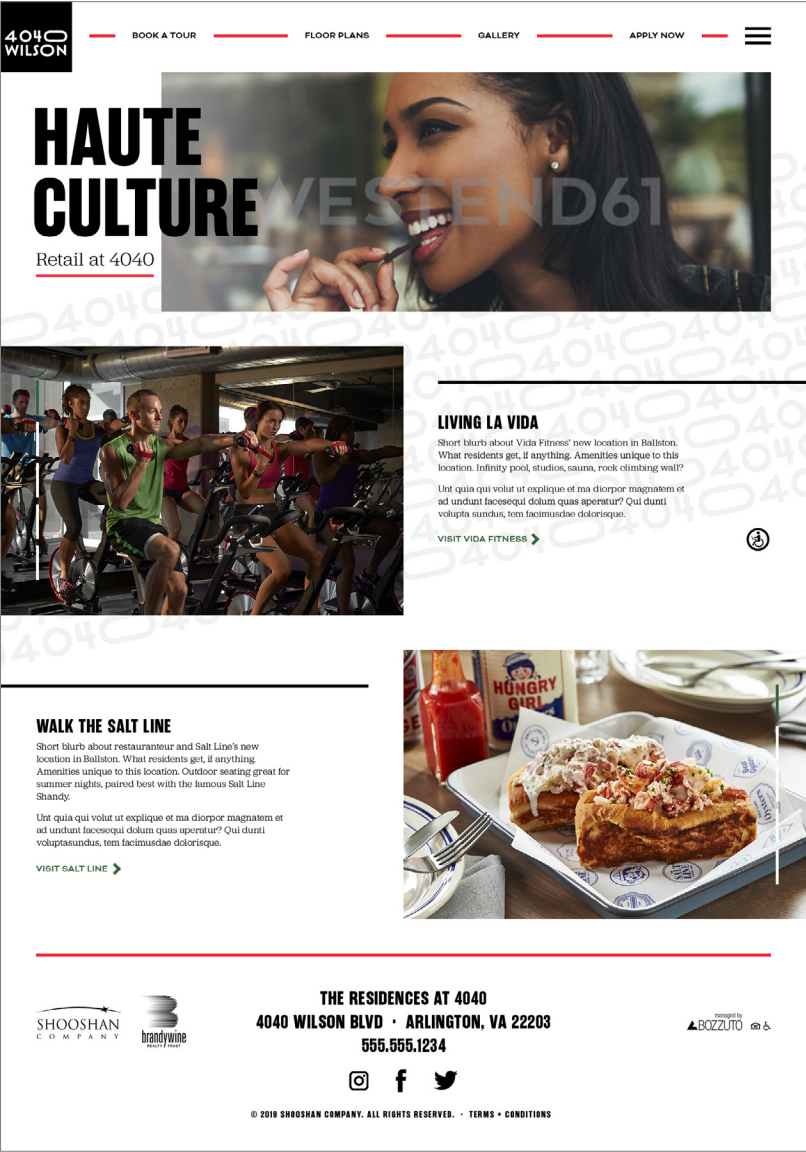 4040
WILSON
BOOK A TOUR
FLOOR PLANS
GALLERY
APPLY NOW
HAUTE
CULTURE
WESTEND61
Retail at 4040
LIVING LA VIDA
Short blurb about Vida Fitness' new location in Ballston.
What residents get, if anything. Amenities unique to this
location. Infinity pool, studios, sauna, rock climbing wall?
Unt quia qui volut ut explique et ma diorpor magnatem et
ad undunt facesequi dolum quas aperatur? Qui dunti
volupta sundus, tem facimusdae dolorisque.
VISIT VIDA FITNESS
HUNGRY
GIRL
WALK THE SALT LINE
Short blurb about restauranteur and Salt Line's new
location in Ballston. What residents get, if anything.
Amenities unique to this location. Outdoor seating great for
summer nights, paired best with the famous Salt Line
Shandy.
Unt quia qui volut ut explique et ma diorpor magnatem et
ad undunt facesequi dolum quas aperatur? Qui dunti
voluptasundus, tem facimusdae dolorisque.
VISIT SALT LINE
SHOOSHAN
COMPANY
brandywine
REALTY TRUST
THE RESIDENCES AT 4040
4040 WILSON BLVD · ARLINGTON, VA 22203
555.555.1234
managed by
BOZZUTO
© 2019 SHOOSHAN COMPANY. ALL RIGHTS RESERVED. · TERMS + CONDITIONS